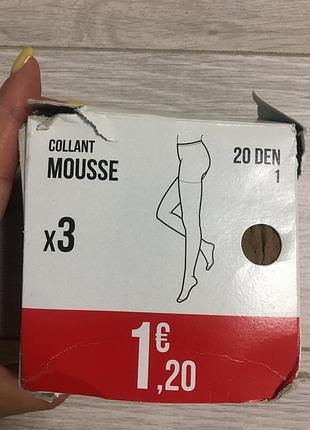 COLLANT
MOUSSE
20 DEN
1
x3
1€,20